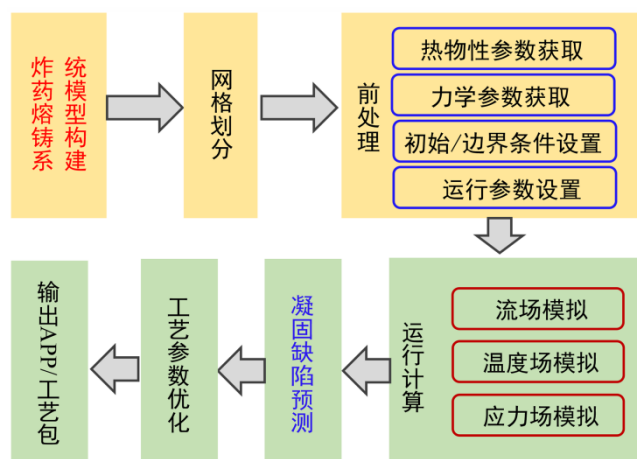 炸药熔铸系
统模型构建
网格划分
前处理
热物性参数获取
力学参数获取
初始/边界条件设置
运行参数设置
运行计算
流场模拟
温度场模拟
应力场模拟
凝固缺陷预测
工艺参数优化
输出APP/工艺包